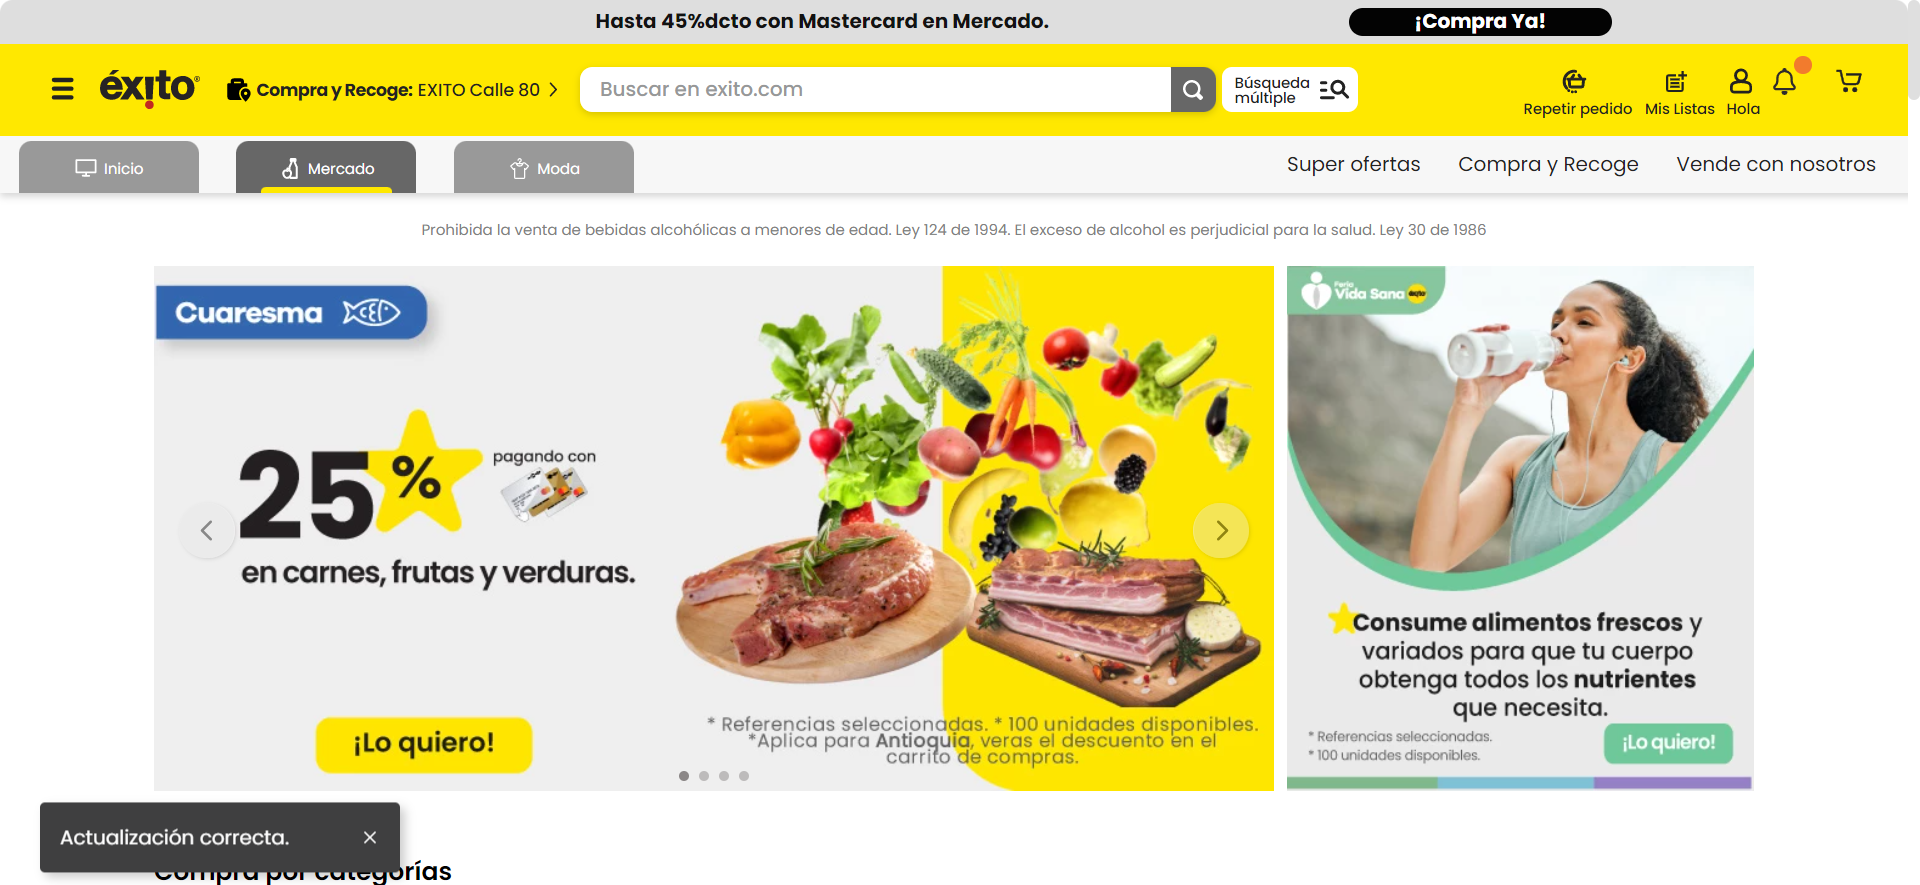 Hasta 45%dcto con Mastercard en Mercado.
¡Compra Ya!
éxito
Compra y Recoge: EXITO Calle 80
Buscar en exito.com
Búsqueda
múltiple
Repetir pedido
Mis Listas
Hola
Inicio
Mercado
Moda
Super ofertas
Compra y Recoge
Vende con nosotros
Prohibida la venta de bebidas alcohólicas a menores de edad. Ley 124 de 1994. El exceso de alcohol es perjudicial para la salud. Ley 30 de 1986
Cuaresma
25%
pagando con
en carnes, frutas y verduras.
¡Lo quiero!
* Referencias seleccionadas. * 100 unidades disponibles.
*Aplica para Antioquia, veras el descuento en el
carrito de compras.
Feria
Vida Sana éxito
Consume alimentos frescos y
variados para que tu cuerpo
obtenga todos los nutrientes
que necesita.
* Referencias seleccionadas.
* 100 unidades disponibles.
¡Lo quiero!
Actualización correcta.
Compra por categorías